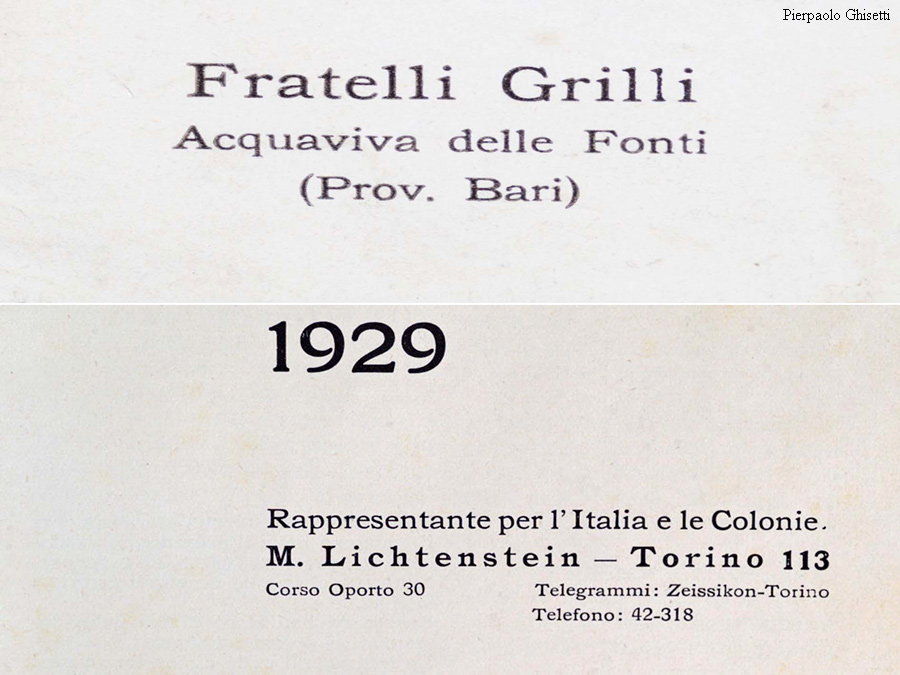 Pierpaolo Ghisetti
Fratelli Grilli
Acquaviva delle Fonti
(Prov. Bari)
1929
Rappresentante per l'Italia e le Colonie.
M. Lichtenstein — Torino 113
Corso Oporto 30 Telegrammi: Zeissikon-Torino
Telefono: 42-318